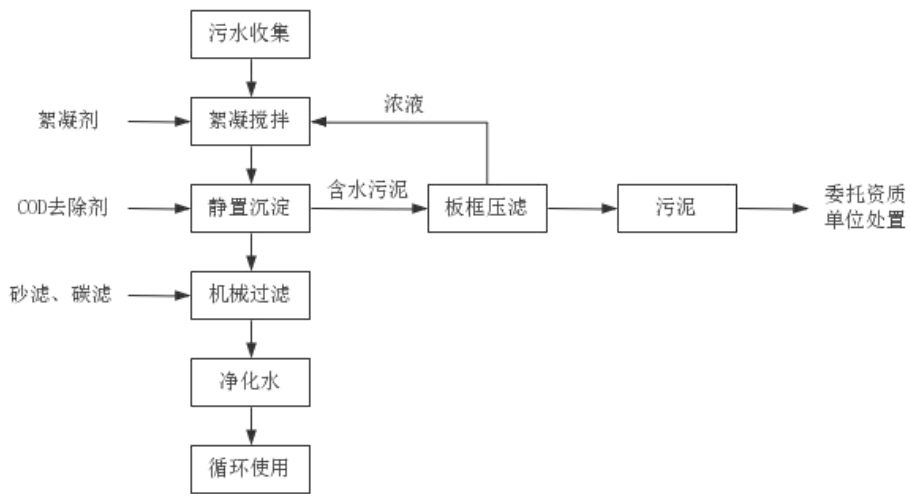 污水收集
浓液
絮凝剂
絮凝搅拌
含水污泥
COD去除剂
静置沉淀
板框压滤
污泥
委托资质
单位处置
砂滤、碳滤
机械过滤
净化水
循环使用